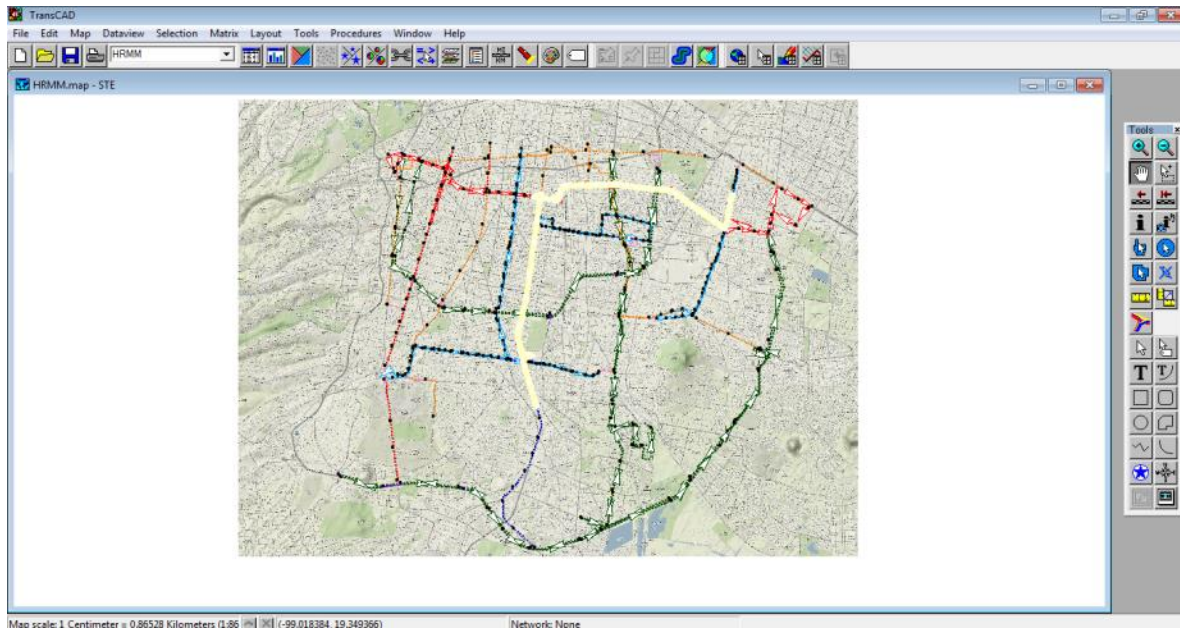 TransCAD
File Edit Map Dataview Selection Matrix Layout Tools Procedures Window Help
HRMM
HRMM.map - STE
Tools
Map scale: 1 Centimeter = 0.86528 Kilometers (1:86 (-99.018384, 19.349366) Network: None